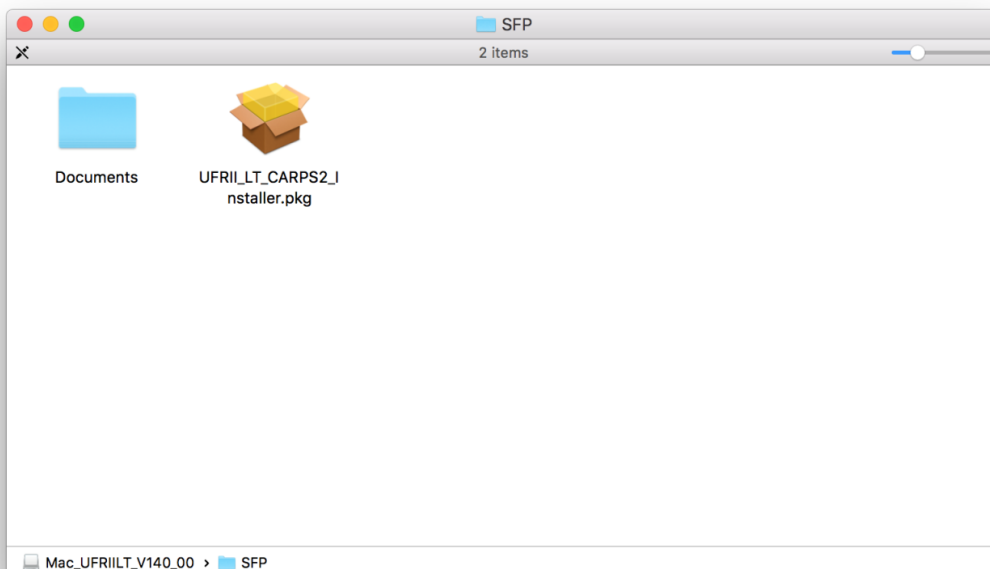 SFP
2 items
Documents
UFRII_LT_CARPS2_I
nstaller.pkg
Mac_UFRIILT_V140_00 › SFP